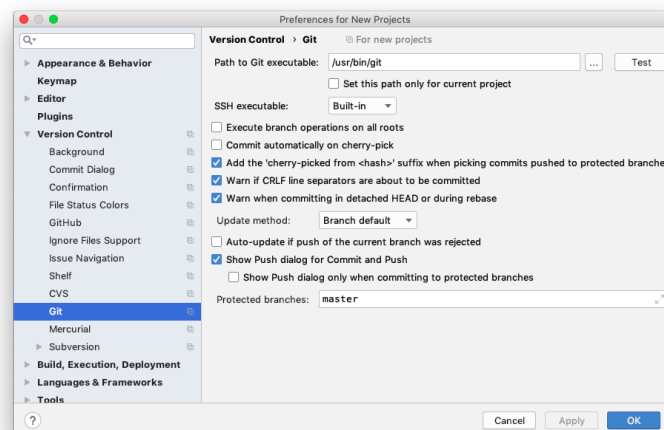 Preferences for New Projects
Version Control › Git For new projects
Appearance & Behavior
Keymap
Editor
Plugins
Version Control
Background
Commit Dialog
Confirmation
File Status Colors
GitHub
Ignore Files Support
Issue Navigation
Shelf
CVS
Git
Mercurial
Subversion
Build, Execution, Deployment
Languages & Frameworks
Tools
Path to Git executable: /usr/bin/git ... Test
Set this path only for current project
SSH executable: Built-in
Execute branch operations on all roots
Commit automatically on cherry-pick
Add the 'cherry-picked from <hash>' suffix when picking commits pushed to protected branche
Warn if CRLF line separators are about to be committed
Warn when committing in detached HEAD or during rebase
Update method: Branch default
Auto-update if push of the current branch was rejected
Show Push dialog for Commit and Push
Show Push dialog only when committing to protected branches
Protected branches: master
? Cancel Apply OK